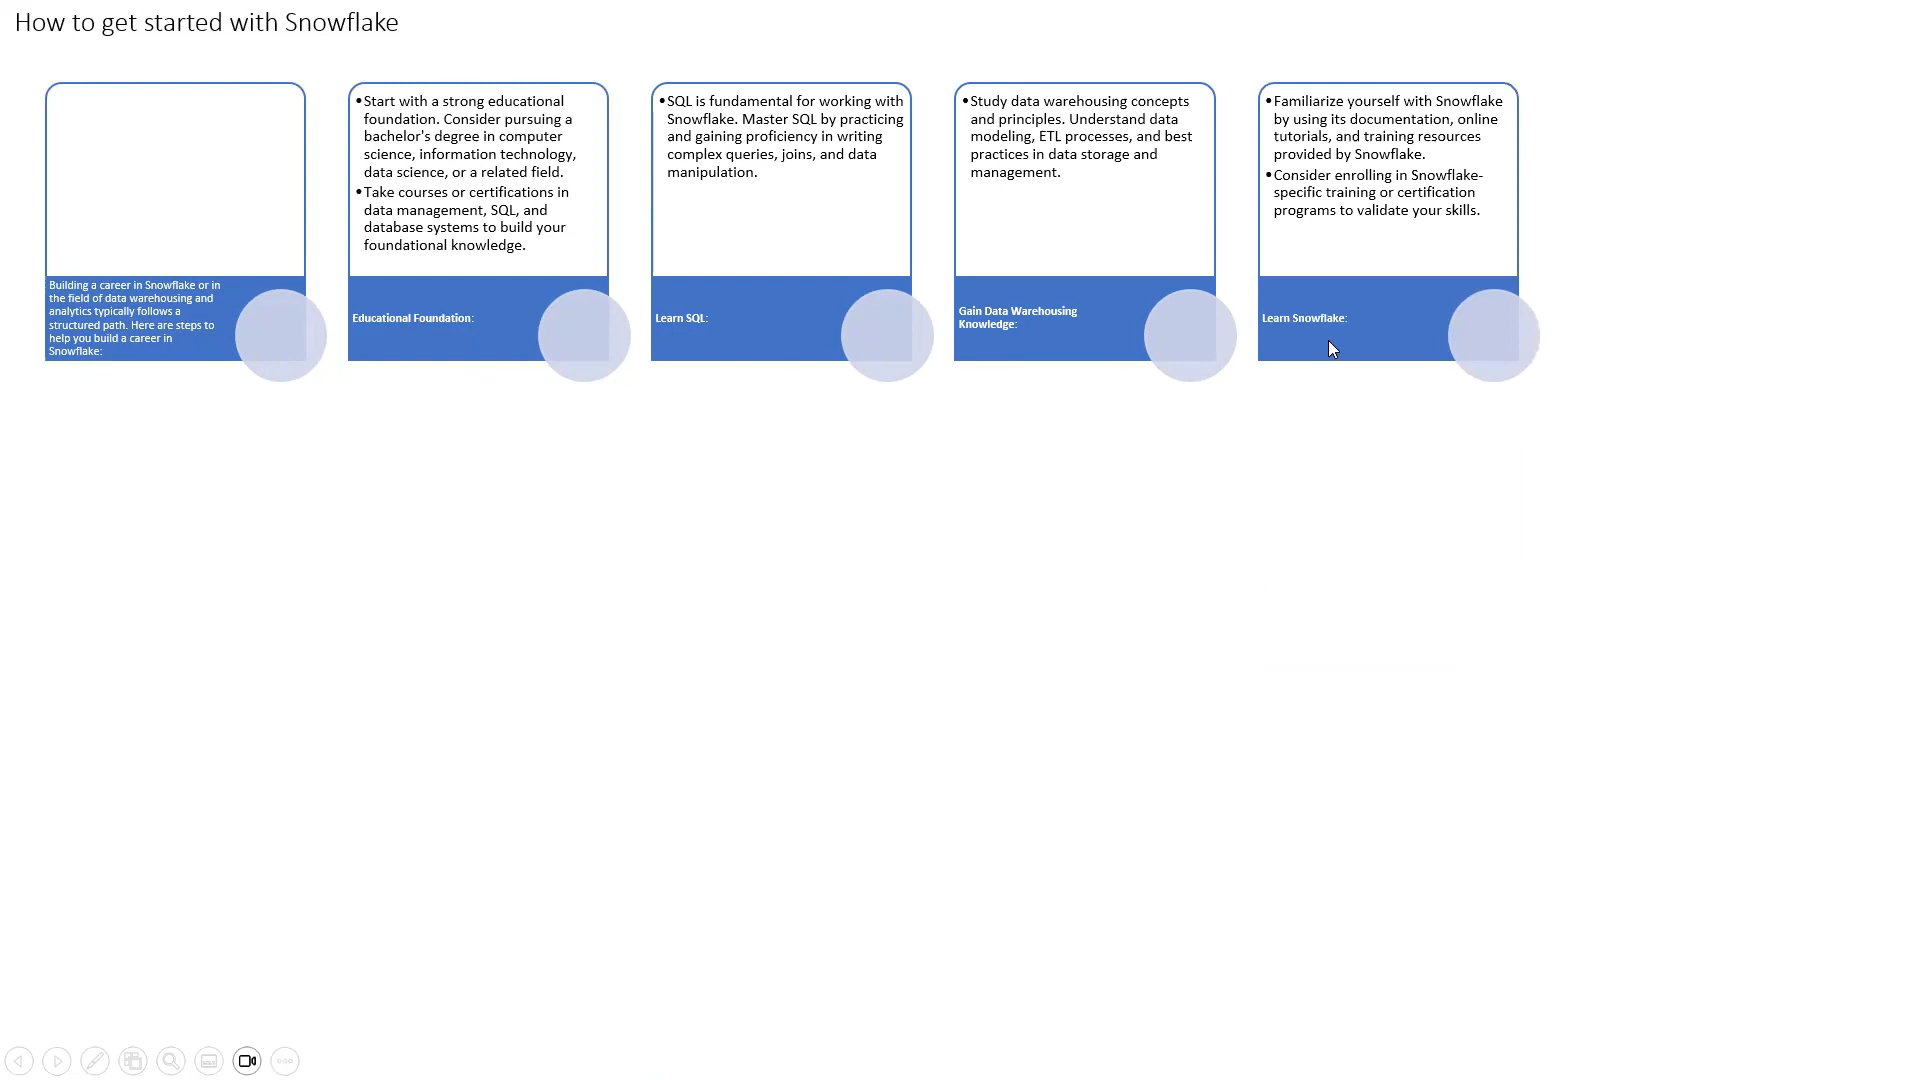 How to get started with Snowflake
Building a career in Snowflake or in
the field of data warehousing and
analytics typically follows a
structured path. Here are steps to
help you build a career in
Snowflake:
•Start with a strong educational
foundation. Consider pursuing a
bachelor's degree in computer
science, information technology,
data science, or a related field.
•Take courses or certifications in
data management, SQL, and
database systems to build your
foundational knowledge.
Educational Foundation:
•SQL is fundamental for working with
Snowflake. Master SQL by practicing
and gaining proficiency in writing
complex queries, joins, and data
manipulation.
Learn SQL:
•Study data warehousing concepts
and principles. Understand data
modeling, ETL processes, and best
practices in data storage and
management.
Gain Data Warehousing
Knowledge:
•Familiarize yourself with Snowflake
by using its documentation, online
tutorials, and training resources
provided by Snowflake.
•Consider enrolling in Snowflake-
specific training or certification
programs to validate your skills.
Learn Snowflake: